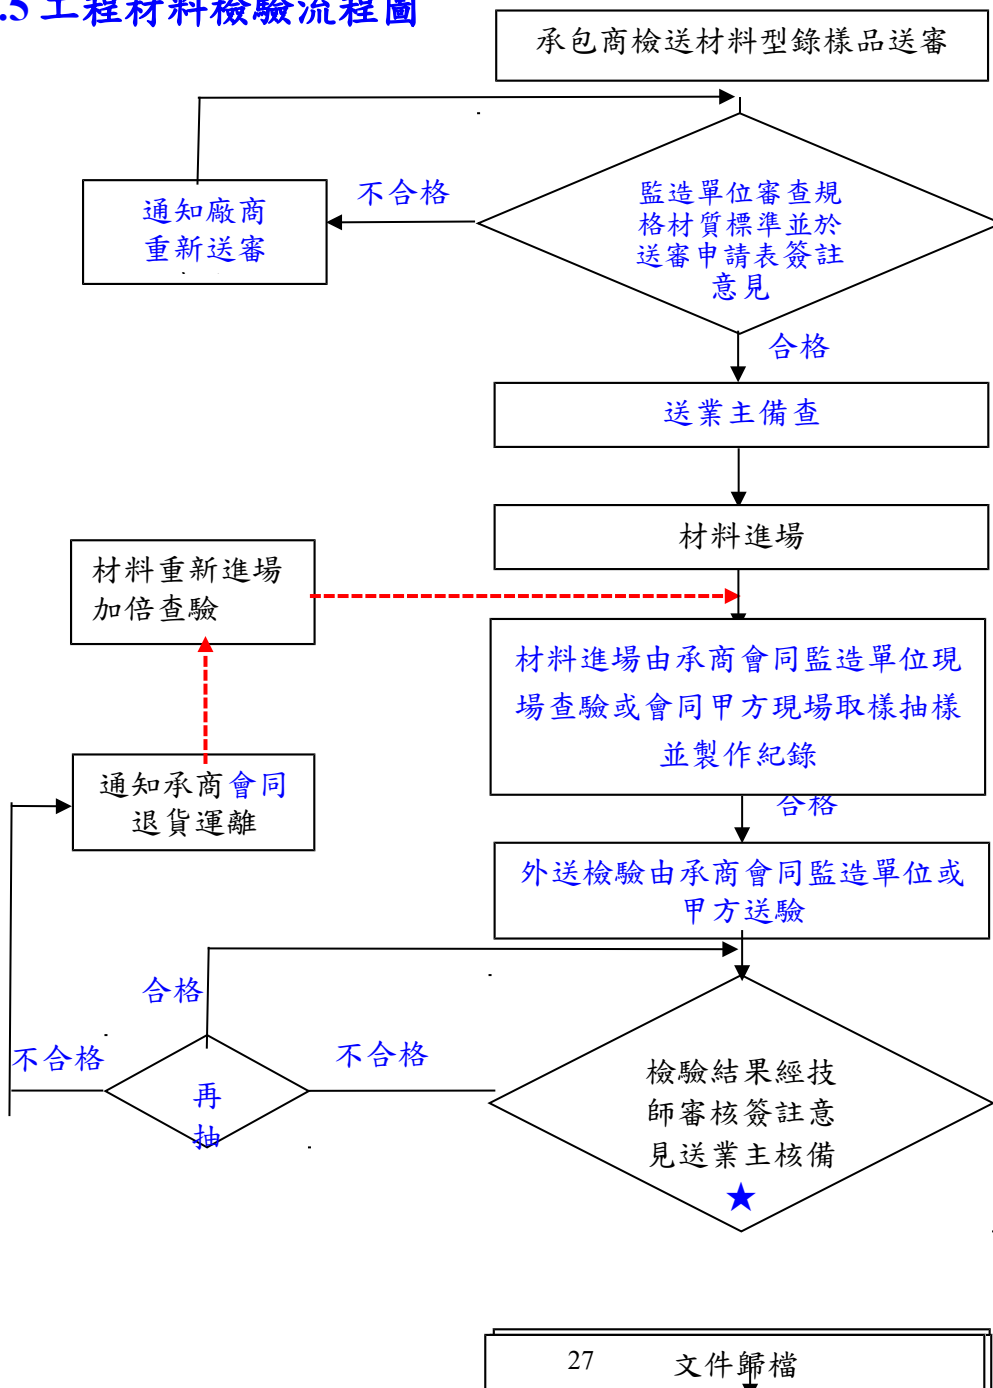 .5 工程材料檢驗流程圖
承包商檢送材料型錄樣品送審
不合格
通知廠商
重新送審
監造單位審查規
格材質標準並於
送審申請表簽註
意見
合格
送業主備查
材料進場
材料重新進場
加倍查驗
材料進場由承商會同監造單位現
場查驗或會同甲方現場取樣抽樣
並製作紀錄
通知承商會同
退貨運離
合格
外送檢驗由承商會同監造單位或
甲方送驗
合格
不合格
不合格
再
抽
檢驗結果經技
師審核簽註意
見送業主核備
★
27
文件歸檔